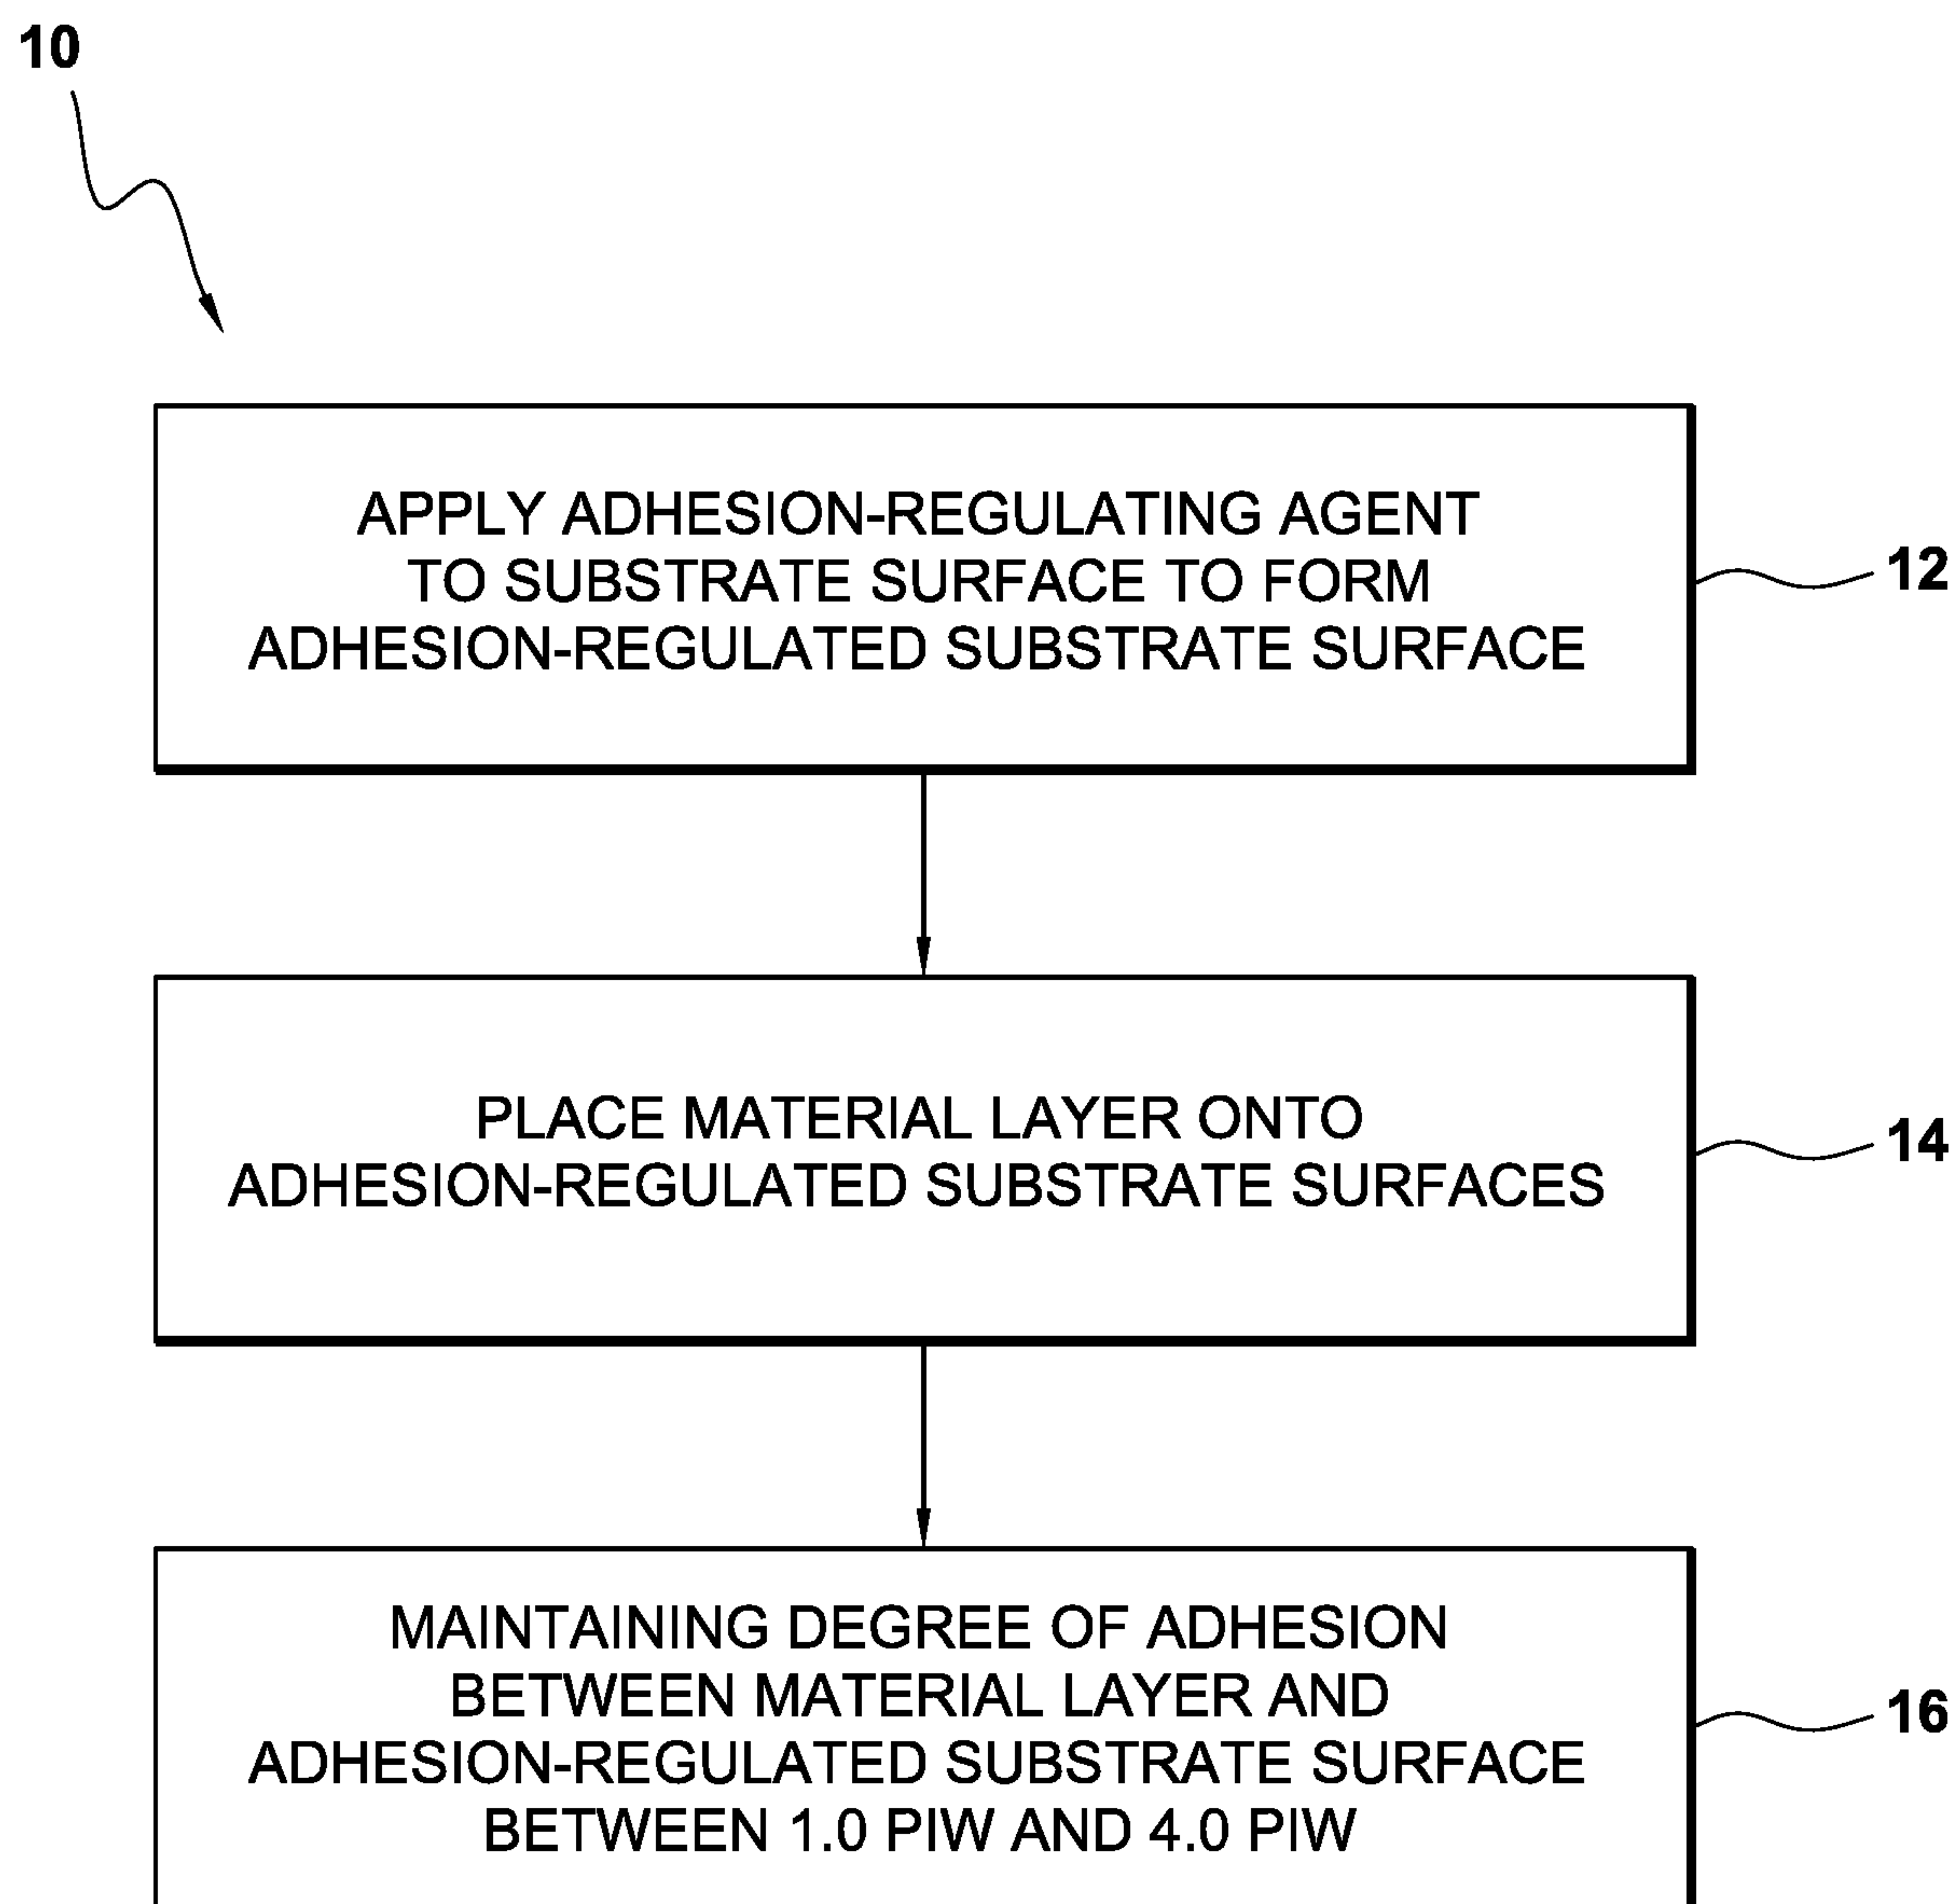 10
APPLY ADHESION-REGULATING AGENT
TO SUBSTRATE SURFACE TO FORM
ADHESION-REGULATED SUBSTRATE SURFACE
12
PLACE MATERIAL LAYER ONTO
ADHESION-REGULATED SUBSTRATE SURFACES
14
MAINTAINING DEGREE OF ADHESION
BETWEEN MATERIAL LAYER AND
ADHESION-REGULATED SUBSTRATE SURFACE
BETWEEN 1.0 PIW AND 4.0 PIW
16